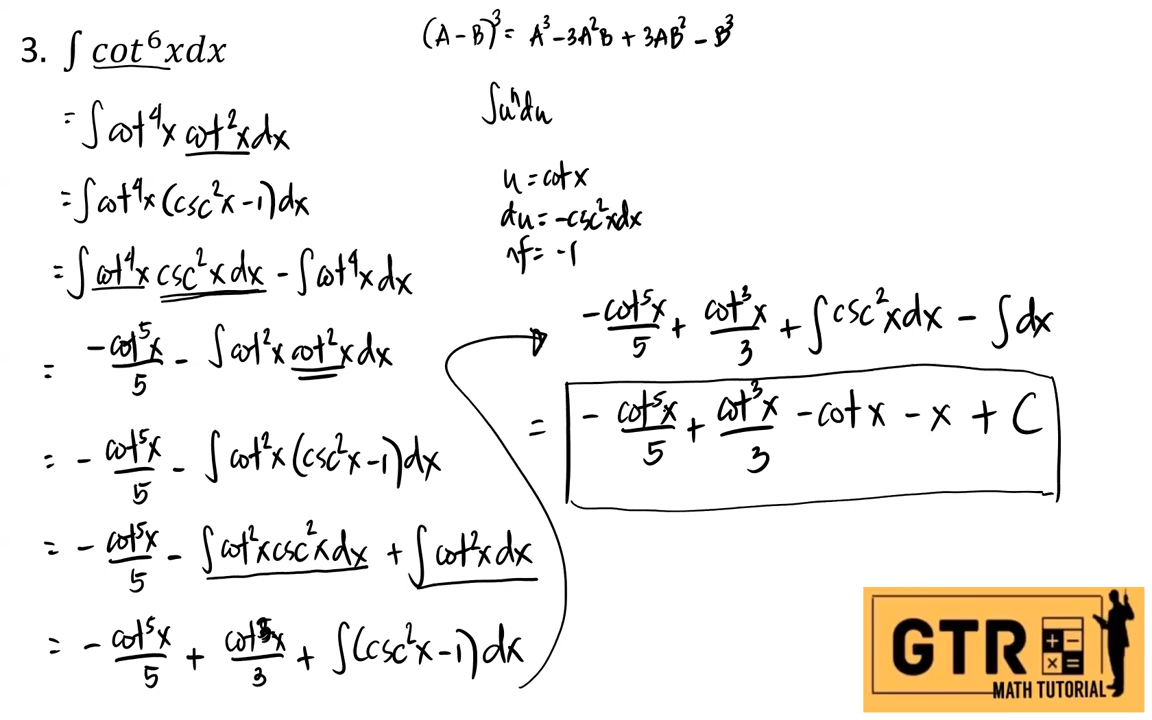 3. ∫ cot⁶xdx
= ∫cot⁴x cot²x dx
= ∫cot⁴x (csc²x - 1) dx
= ∫cot⁴x csc²x dx - ∫cot⁴x dx
= -cot⁵x/5 - ∫cot²x cot²x dx
= - cot⁵x/5 - ∫cot²x (csc²x - 1) dx
= - cot⁵x/5 - ∫cot²x csc²x dx + ∫cot²x dx
= - cot⁵x/5 + cot³x/3 + ∫(csc²x - 1) dx
(A - B)³ = A³ - 3A²B + 3AB² - B³
∫uⁿdu
u = cot x
du = -csc²x dx
nf = -1
-cot⁵x/5 + cot³x/3 + ∫csc²x dx - ∫dx
= - cot⁵x/5 + cot³x/3 - cot x - x + C
GTR
+ -
× =
MATH TUTORIAL